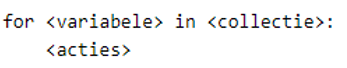 for <variabele> in <collectie>:
    <acties>